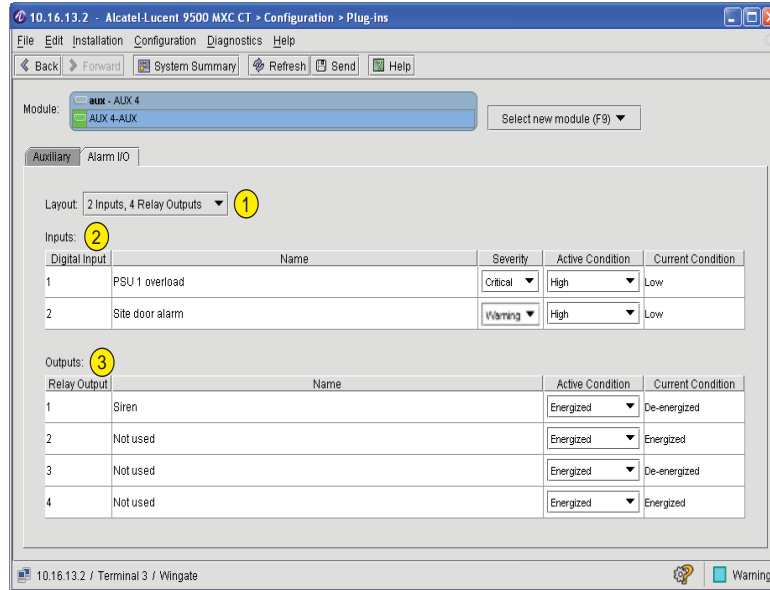 10.16.13.2 - Alcatel-Lucent 9500 MXC CT > Configuration > Plug-ins
File Edit Installation Configuration Diagnostics Help
Back Forward System Summary Refresh Send Help
Module:
aux - AUX 4
AUX 4-AUX
Select new module (F9)
Auxiliary Alarm I/O
Layout: 2 Inputs, 4 Relay Outputs 1
Inputs: 2
Digital Input Name Severity Active Condition Current Condition
1 PSU 1 overload Critical High Low
2 Site door alarm Warning High Low
Outputs: 3
Relay Output Name Active Condition Current Condition
1 Siren Energized De-energized
2 Not used Energized Energized
3 Not used Energized De-energized
4 Not used Energized Energized
10.16.13.2 / Terminal 3 / Wingate Warning